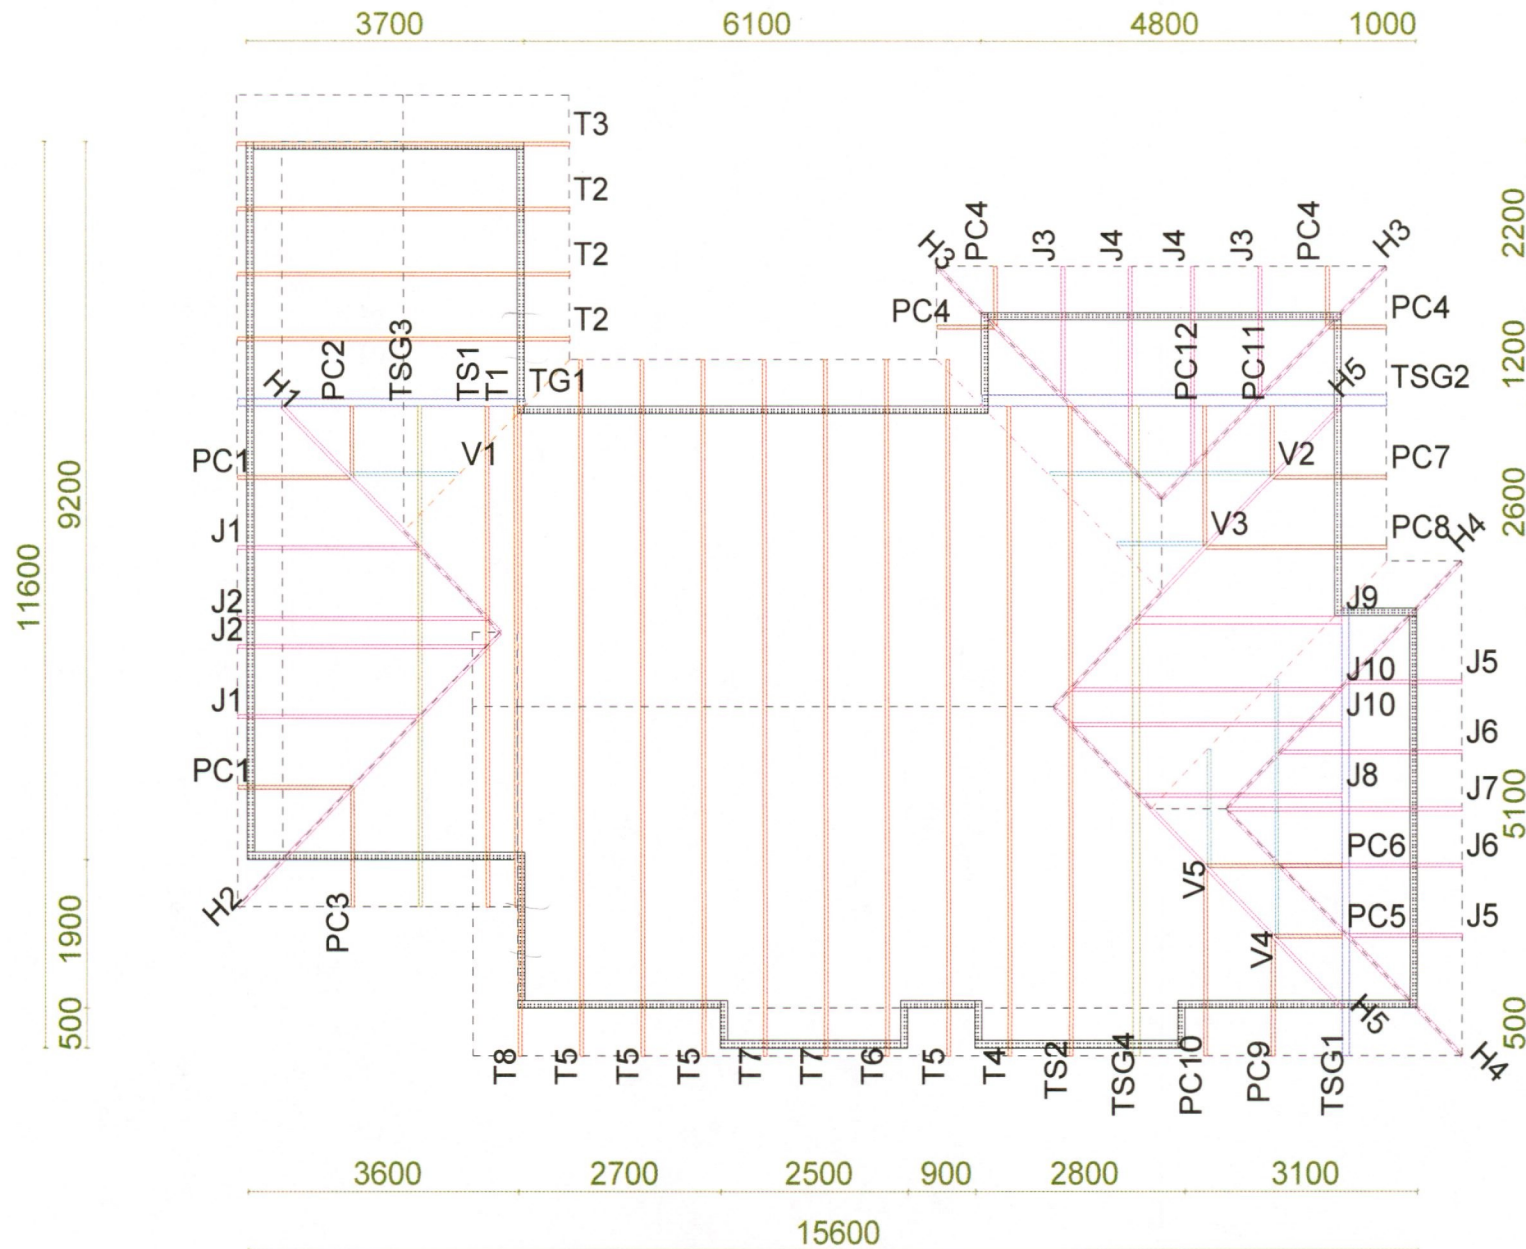 3700 6100 4800 1000
T3
T2
T2
T2
H3 PC4 J3 J4 J4 J3 PC4 H3
2200
PC4 PC4
PC2 TSG3 TS1 T1 TG1
PC12 PC11 H5 TSG2
1200
H1
PC1 V1 V2 PC7
9200
J1 V3 PC8 H4
2600
11600
J2 J9
J2
J10 J5
J1 J10
J6
PC1 J8 J7
5100
PC6 J6
V5
H2 PC3 PC5 J5
1900 V4
500
H5
500
T8 T5 T5 T5 T7 T7 T6 T5 T4 TS2 TSG4 PC10 PC9 TSG1 H4
3600 2700 2500 900 2800 3100
15600